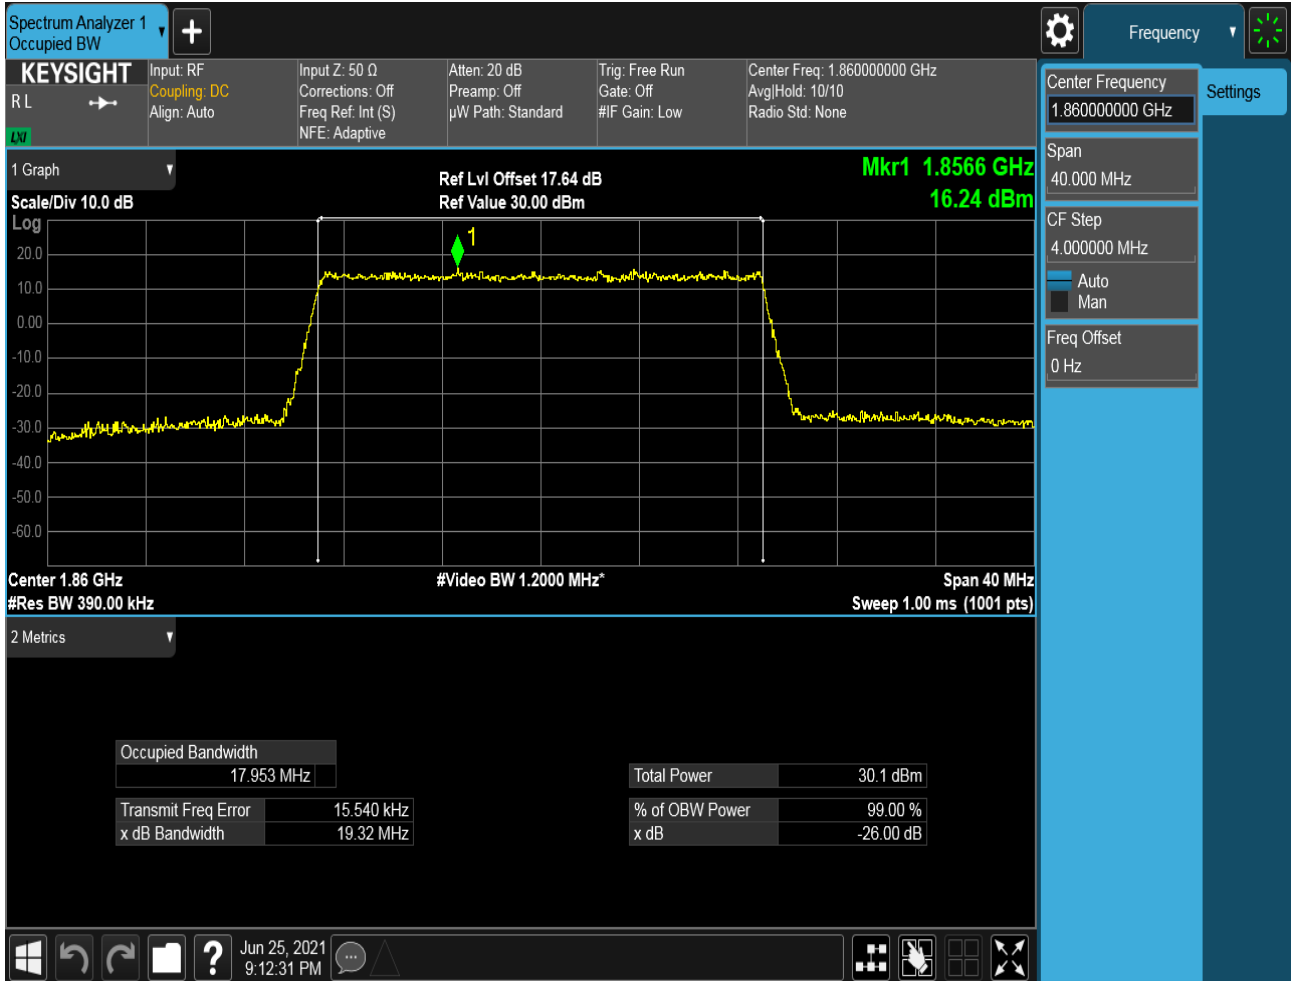 Spectrum Analyzer 1
Occupied BW
+
Frequency
KEYSIGHT
R L
LXI
Input: RF
Coupling: DC
Align: Auto
Input Z: 50 Ω
Corrections: Off
Freq Ref: Int (S)
NFE: Adaptive
Atten: 20 dB
Preamp: Off
µW Path: Standard
Trig: Free Run
Gate: Off
#IF Gain: Low
Center Freq: 1.860000000 GHz
Avg|Hold: 10/10
Radio Std: None
Center Frequency
1.860000000 GHz
Settings
Span
40.000 MHz
CF Step
4.000000 MHz
Auto
Man
Freq Offset
0 Hz
1 Graph
Ref Lvl Offset 17.64 dB
Mkr1 1.8566 GHz
Scale/Div 10.0 dB
Ref Value 30.00 dBm
16.24 dBm
Log
1
20.0
10.0
0.00
-10.0
-20.0
-30.0
-40.0
-50.0
-60.0
Center 1.86 GHz
#Video BW 1.2000 MHz*
Span 40 MHz
#Res BW 390.00 kHz
Sweep 1.00 ms (1001 pts)
2 Metrics
Occupied Bandwidth
17.953 MHz
Total Power 30.1 dBm
Transmit Freq Error 15.540 kHz
% of OBW Power 99.00 %
x dB Bandwidth 19.32 MHz
x dB -26.00 dB
?
Jun 25, 2021
9:12:31 PM